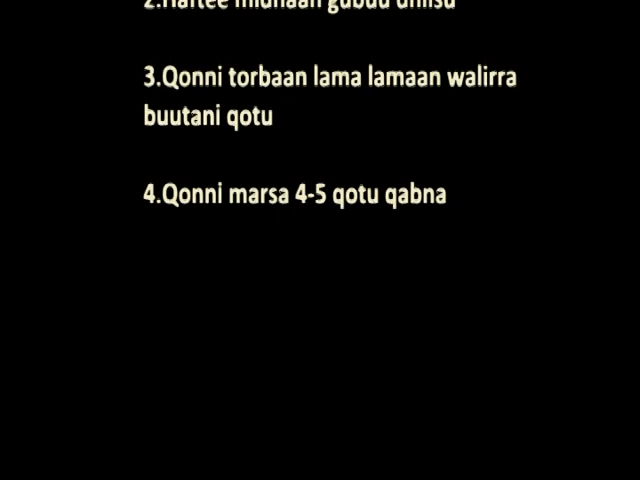 3.Qonni torbaan lama lamaan walirra
buutani qotu
4.Qonni marsa 4-5 qotu qabna